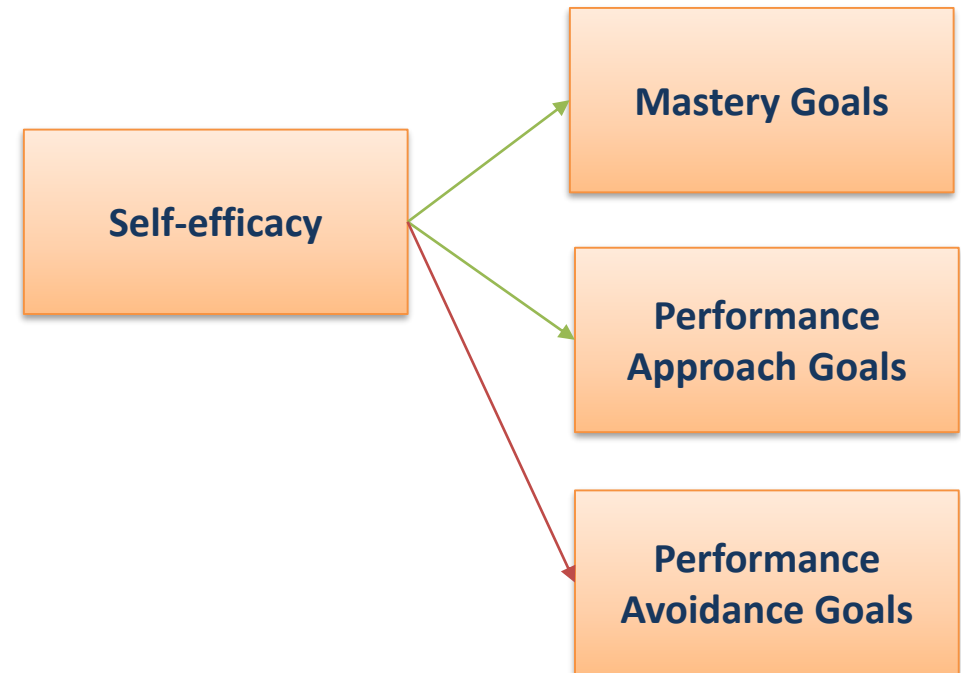 Mastery Goals
Self-efficacy
Performance
Approach Goals
Performance
Avoidance Goals